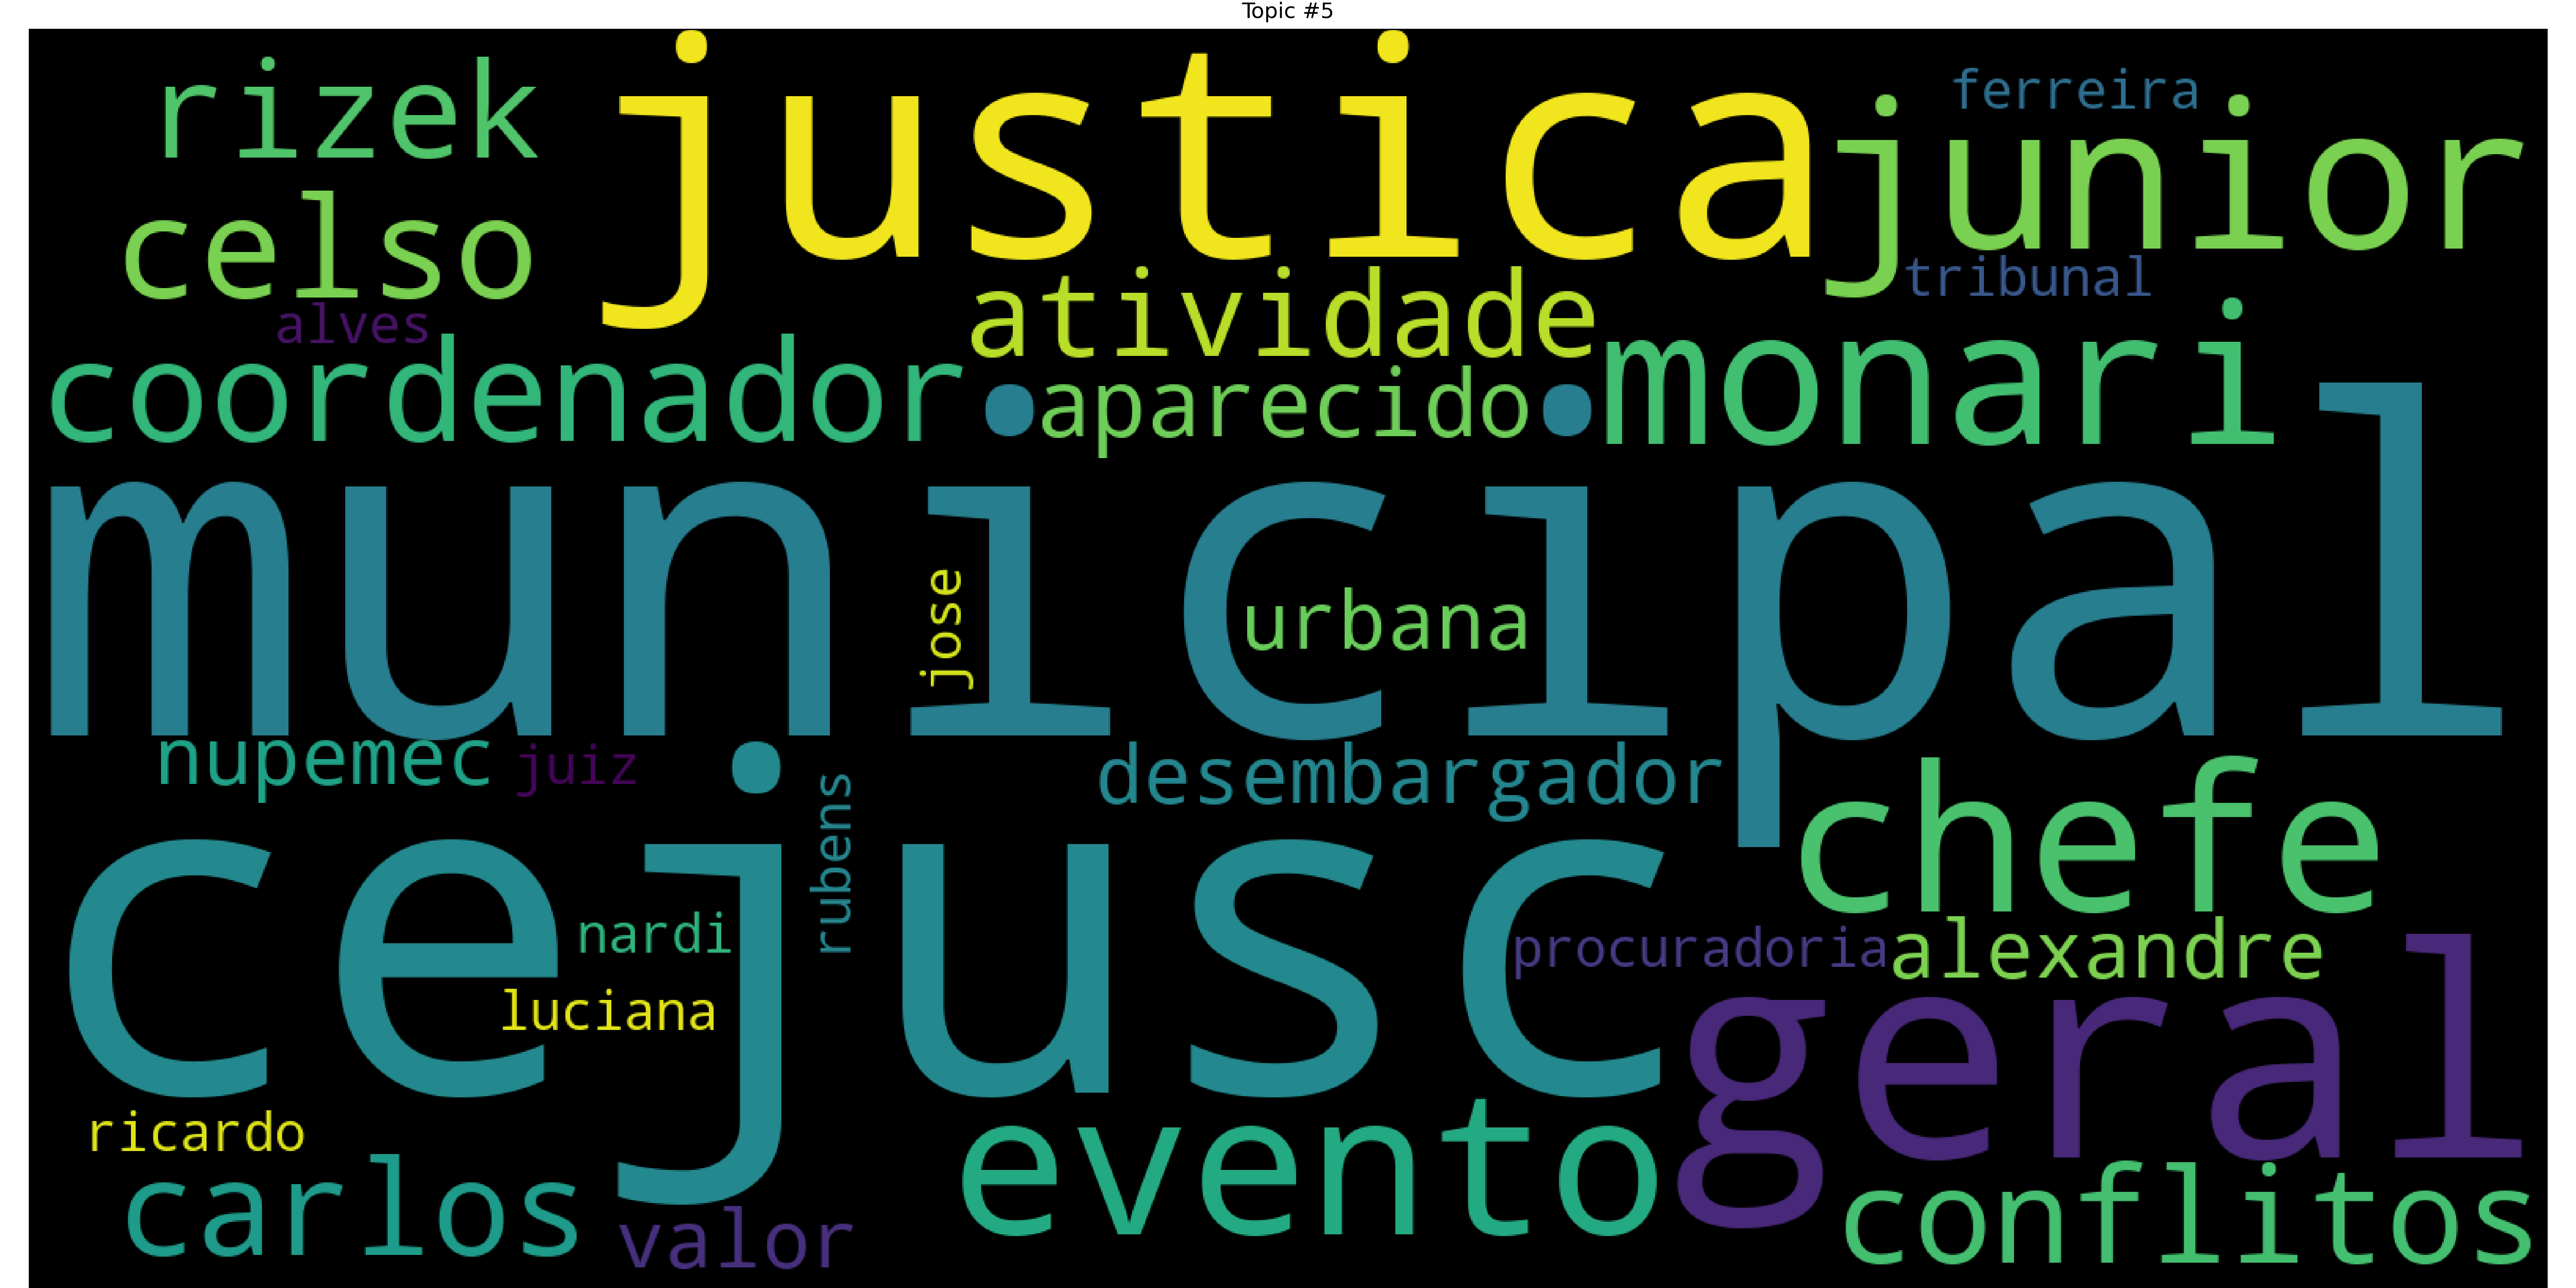 Topic #5
rizek
justica
ferreira
junior
celso
tribunal
alves
atividade
coordenador
aparecido
monari
municipal
jose
urbana
nupemec
juiz
desembargador
rubens
chefe
cejusc
nardi
procuradoria
alexandre
luciana
geral
ricardo
evento
carlos
valor
conflitos